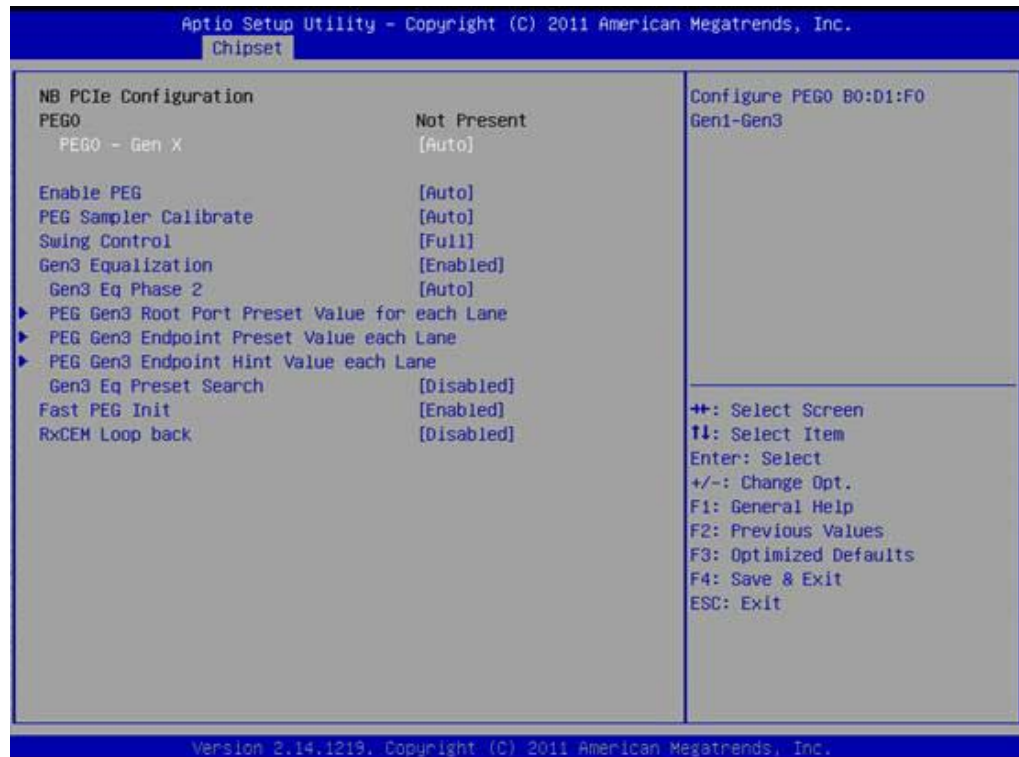 Aptio Setup Utility – Copyright (C) 2011 American Megatrends, Inc.
Chipset
NB PCIe Configuration
PEG0 Not Present
PEG0 – Gen X [Auto]
Enable PEG [Auto]
PEG Sampler Calibrate [Auto]
Swing Control [Full]
Gen3 Equalization [Enabled]
Gen3 Eq Phase 2 [Auto]
PEG Gen3 Root Port Preset Value for each Lane
PEG Gen3 Endpoint Preset Value each Lane
PEG Gen3 Endpoint Hint Value each Lane
Gen3 Eq Preset Search [Disabled]
Fast PEG Init [Enabled]
RxCEM Loop back [Disabled]
Configure PEG0 B0:D1:F0
Gen1-Gen3
→←: Select Screen
↑↓: Select Item
Enter: Select
+/-: Change Opt.
F1: General Help
F2: Previous Values
F3: Optimized Defaults
F4: Save & Exit
ESC: Exit
Version 2.14.1219. Copyright (C) 2011 American Megatrends, Inc.